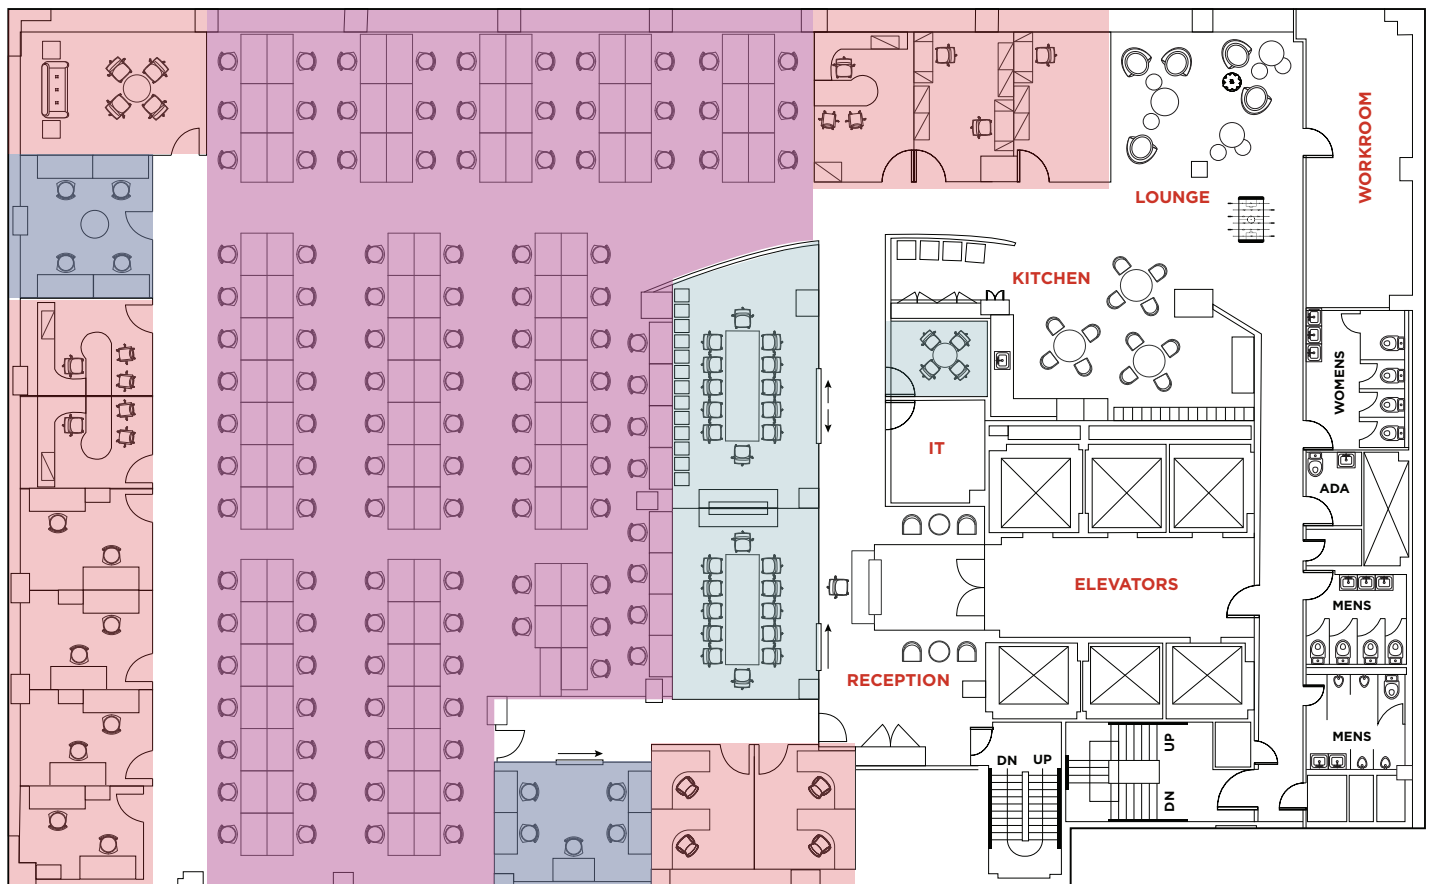 WORKROOM
LOUNGE
KITCHEN
WOMENS
IT
ADA
ELEVATORS
MENS
RECEPTION
MENS
DN UP
UP
DN